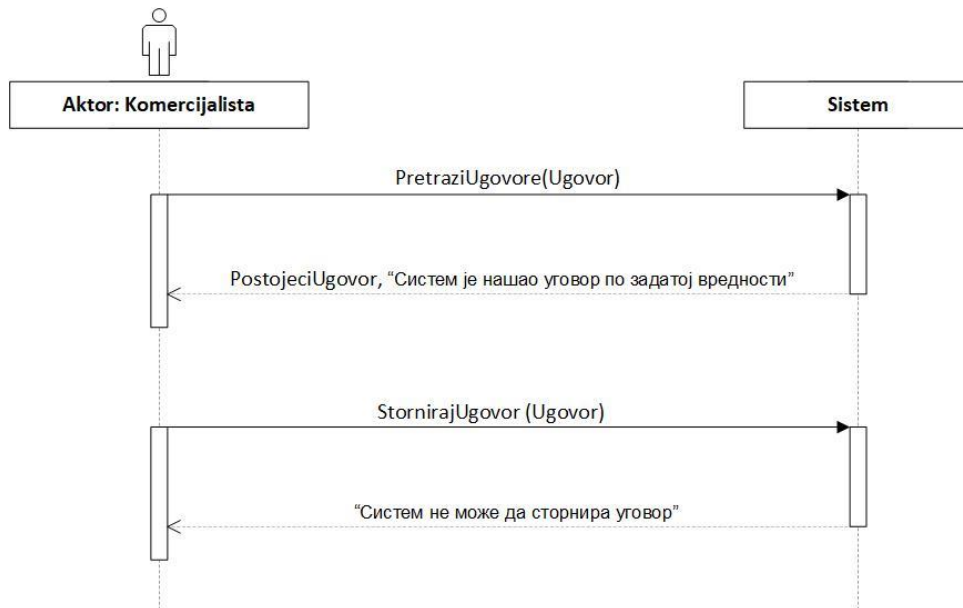 Aktor: Komercijalista
Sistem
PretraziUgovore(Ugovor)
PostojeciUgovor, “Систем је нашао уговор по задатој вредности”
StornirajUgovor (Ugovor)
“Систем не може да сторнира уговор”